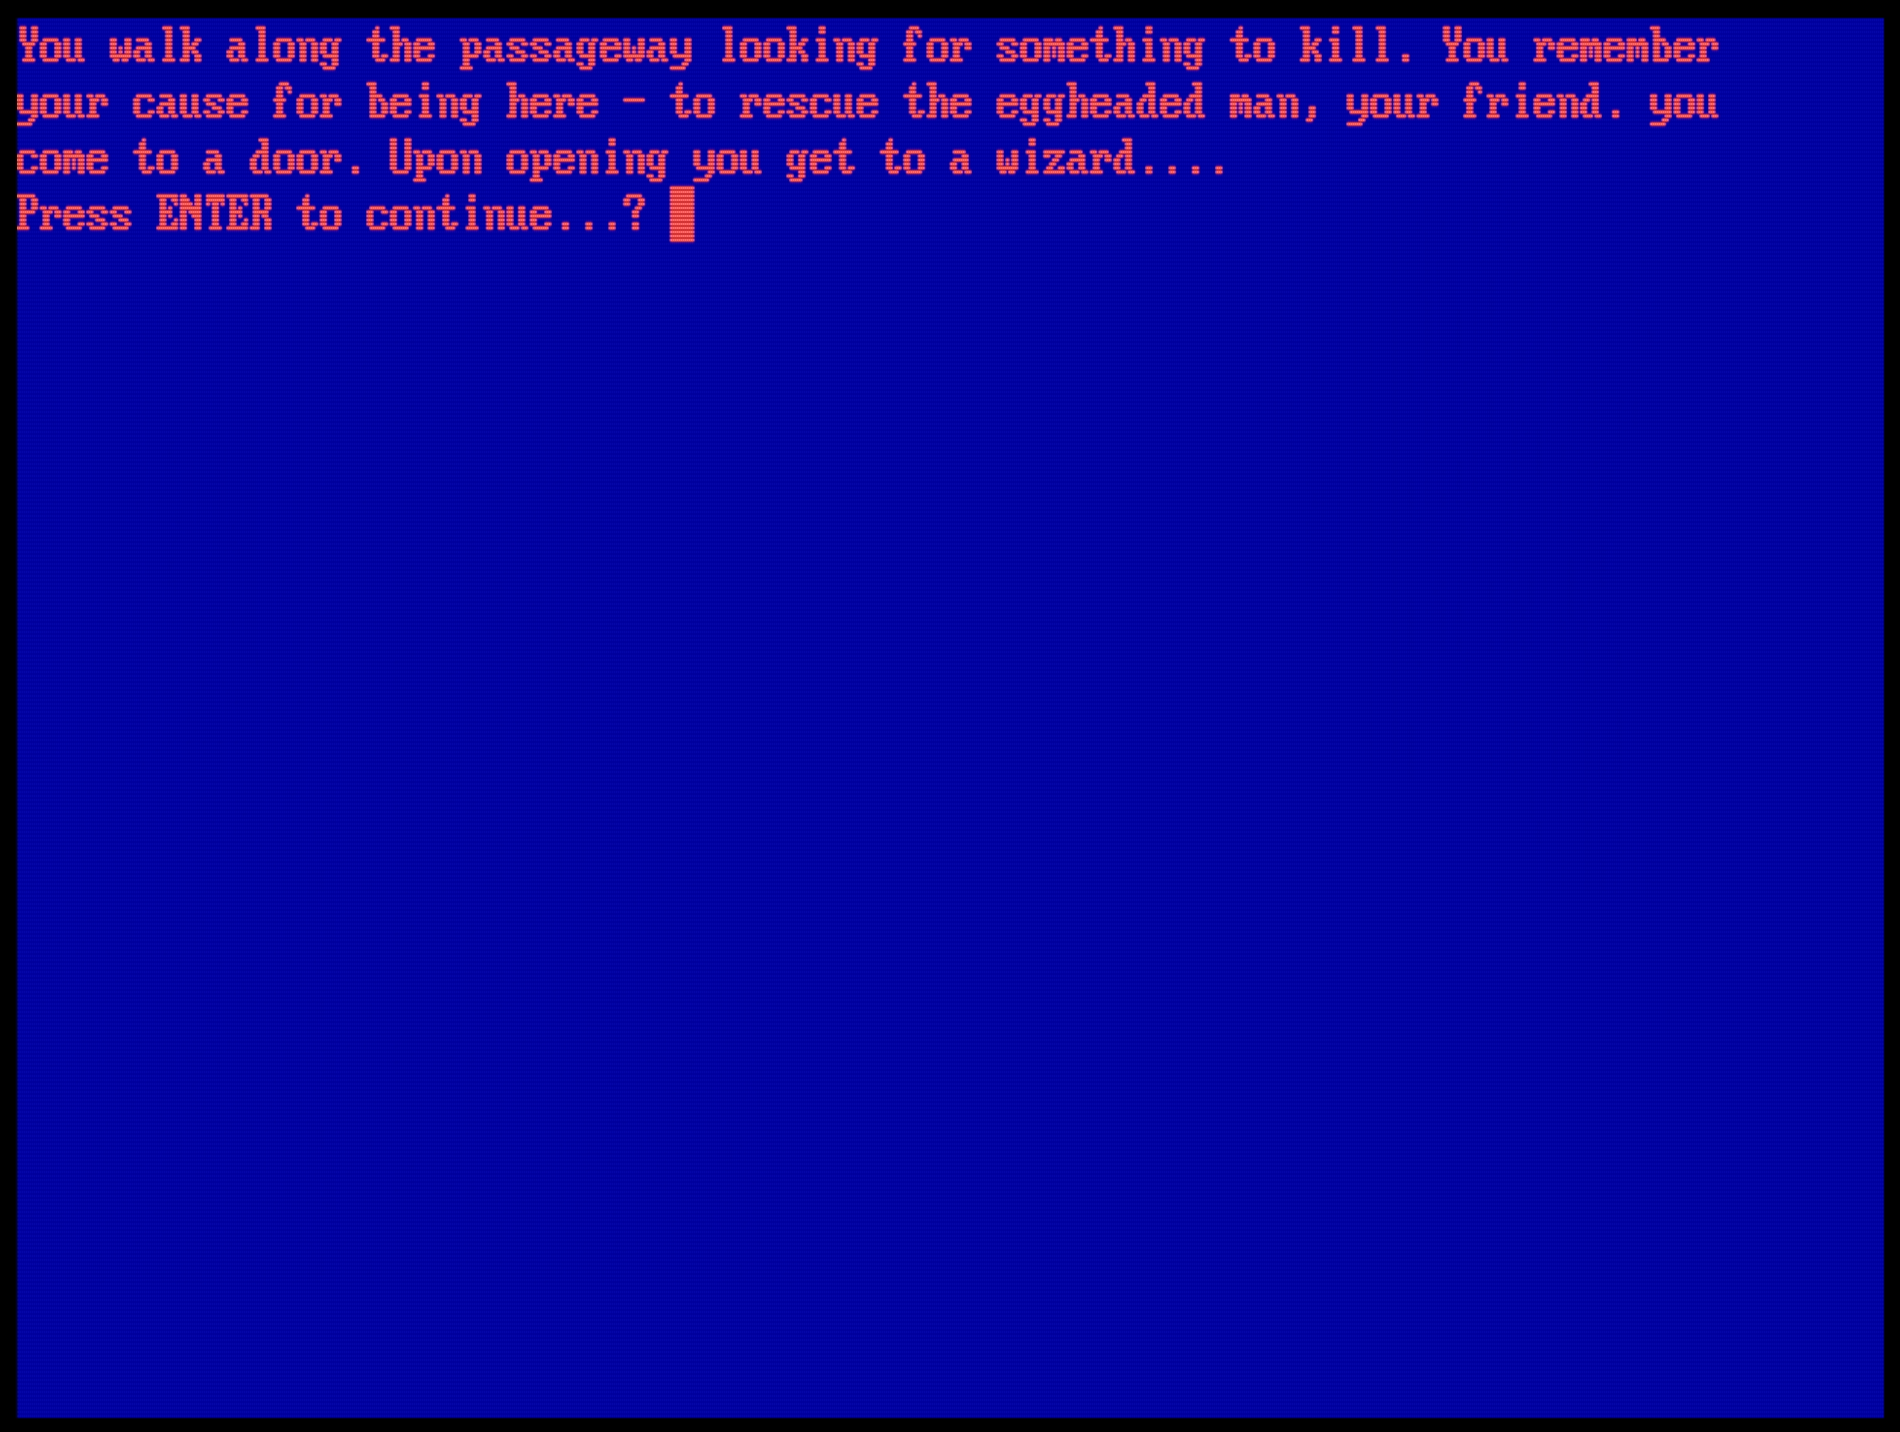 You walk along the passageway looking for something to kill. You remember
your cause for being here - to rescue the eggheaded man, your friend. you
come to a door. Upon opening you get to a wizard....
Press ENTER to continue...?